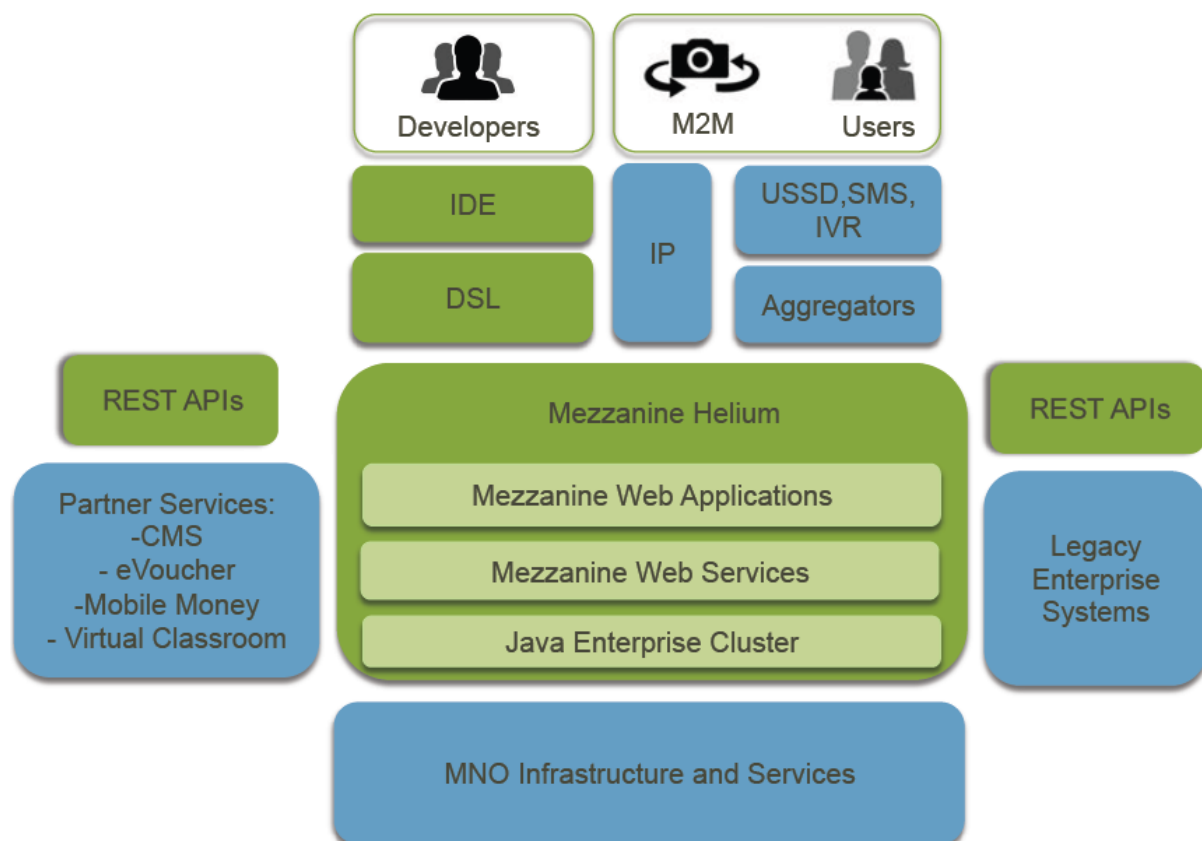 Developers
M2M
Users
IDE
IP
USSD,SMS,
IVR
DSL
Aggregators
REST APIs
Mezzanine Helium
REST APIs
Mezzanine Web Applications
Partner Services:
-CMS
- eVoucher
-Mobile Money
- Virtual Classroom
Mezzanine Web Services
Java Enterprise Cluster
Legacy
Enterprise
Systems
MNO Infrastructure and Services